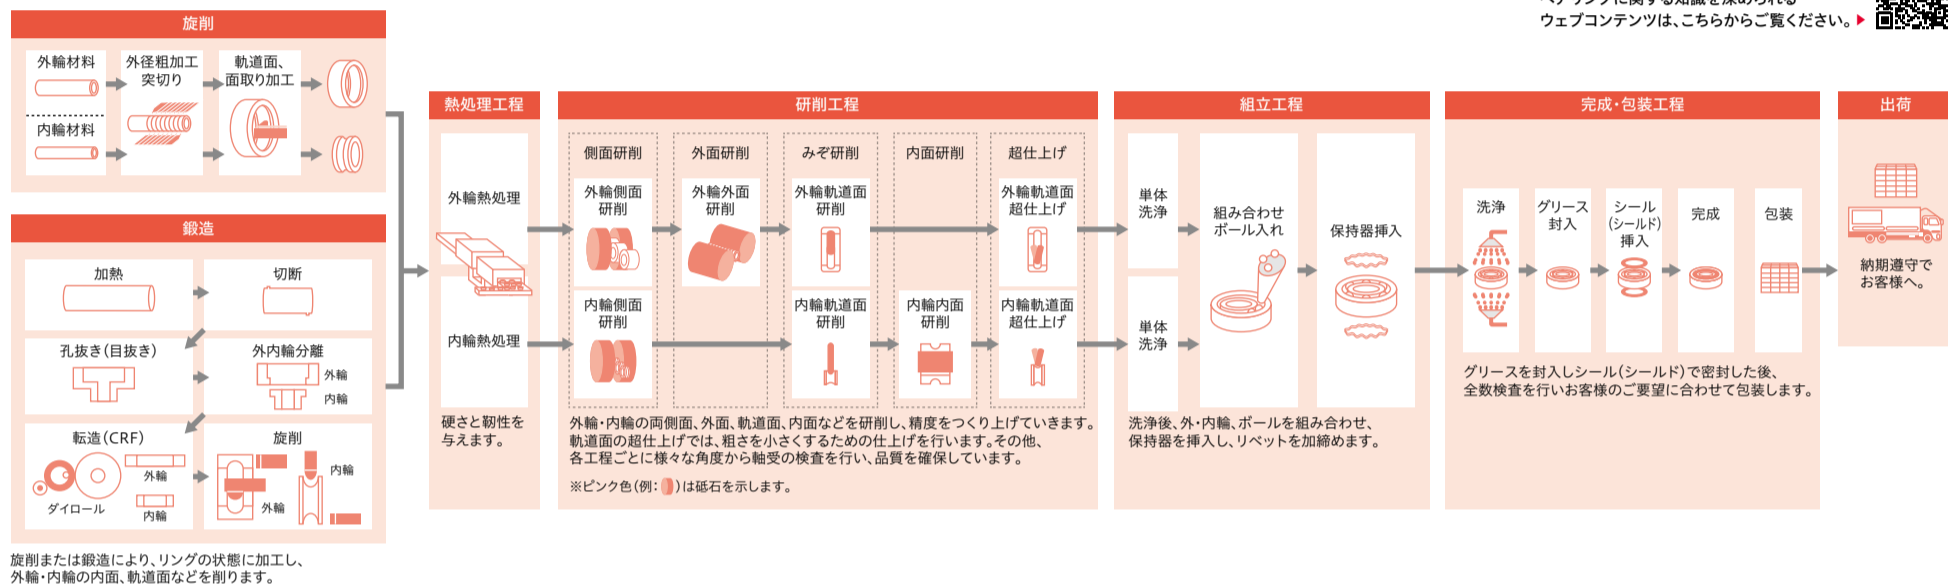 ベアリングに関する知識を深められる
ウェブコンテンツは、こちらからご覧ください。▶
旋削
外輪材料
内輪材料
外径粗加工
突切り
軌道面、
面取り加工
鍛造
加熱
切断
孔抜き(目抜き)
外内輪分離
外輪
内輪
転造(CRF)
外輪
ダイロール
内輪
旋削
内輪
外輪
旋削または鍛造により、リングの状態に加工し、
外輪・内輪の内面、軌道面などを削ります。
熱処理工程
外輪熱処理
内輪熱処理
硬さと靭性を
与えます。
研削工程
側面研削
外輪側面
研削
内輪側面
研削
外面研削
外輪外面
研削
みぞ研削
外輪軌道面
研削
内輪軌道面
研削
内面研削
内輪内面
研削
超仕上げ
外輪軌道面
超仕上げ
内輪軌道面
超仕上げ
外輪・内輪の両側面、外面、軌道面、内面などを研削し、精度をつくり上げていきます。
軌道面の超仕上げでは、粗さを小さくするための仕上げを行います。その他、
各工程ごとに様々な角度から軸受の検査を行い、品質を確保しています。
※ピンク色(例: )は砥石を示します。
組立工程
単体
洗浄
単体
洗浄
組み合わせ
ボール入れ
保持器挿入
洗浄後、外・内輪、ボールを組み合わせ、
保持器を挿入し、リベットを加締めます。
完成・包装工程
洗浄
グリース
封入
シール
(シールド)
挿入
完成
包装
グリースを封入しシール(シールド)で密封した後、
全数検査を行いお客様のご要望に合わせて包装します。
出荷
納期遵守で
お客様へ。